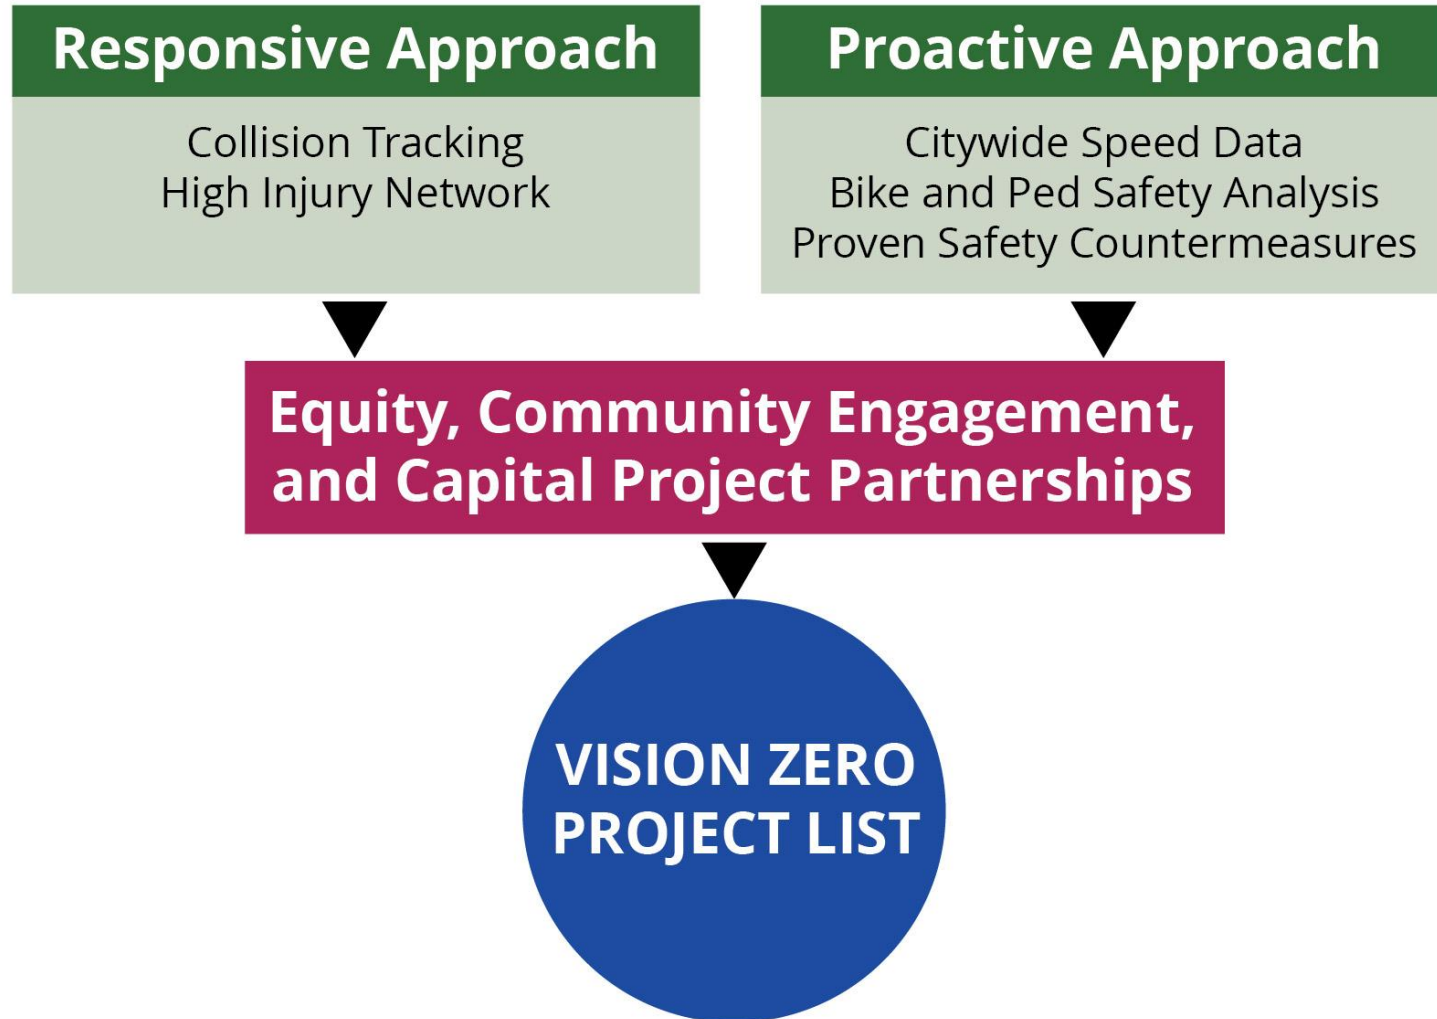 Responsive Approach
Collision Tracking
High Injury Network
Proactive Approach
Citywide Speed Data
Bike and Ped Safety Analysis
Proven Safety Countermeasures
Equity, Community Engagement,
and Capital Project Partnerships
VISION ZERO
PROJECT LIST